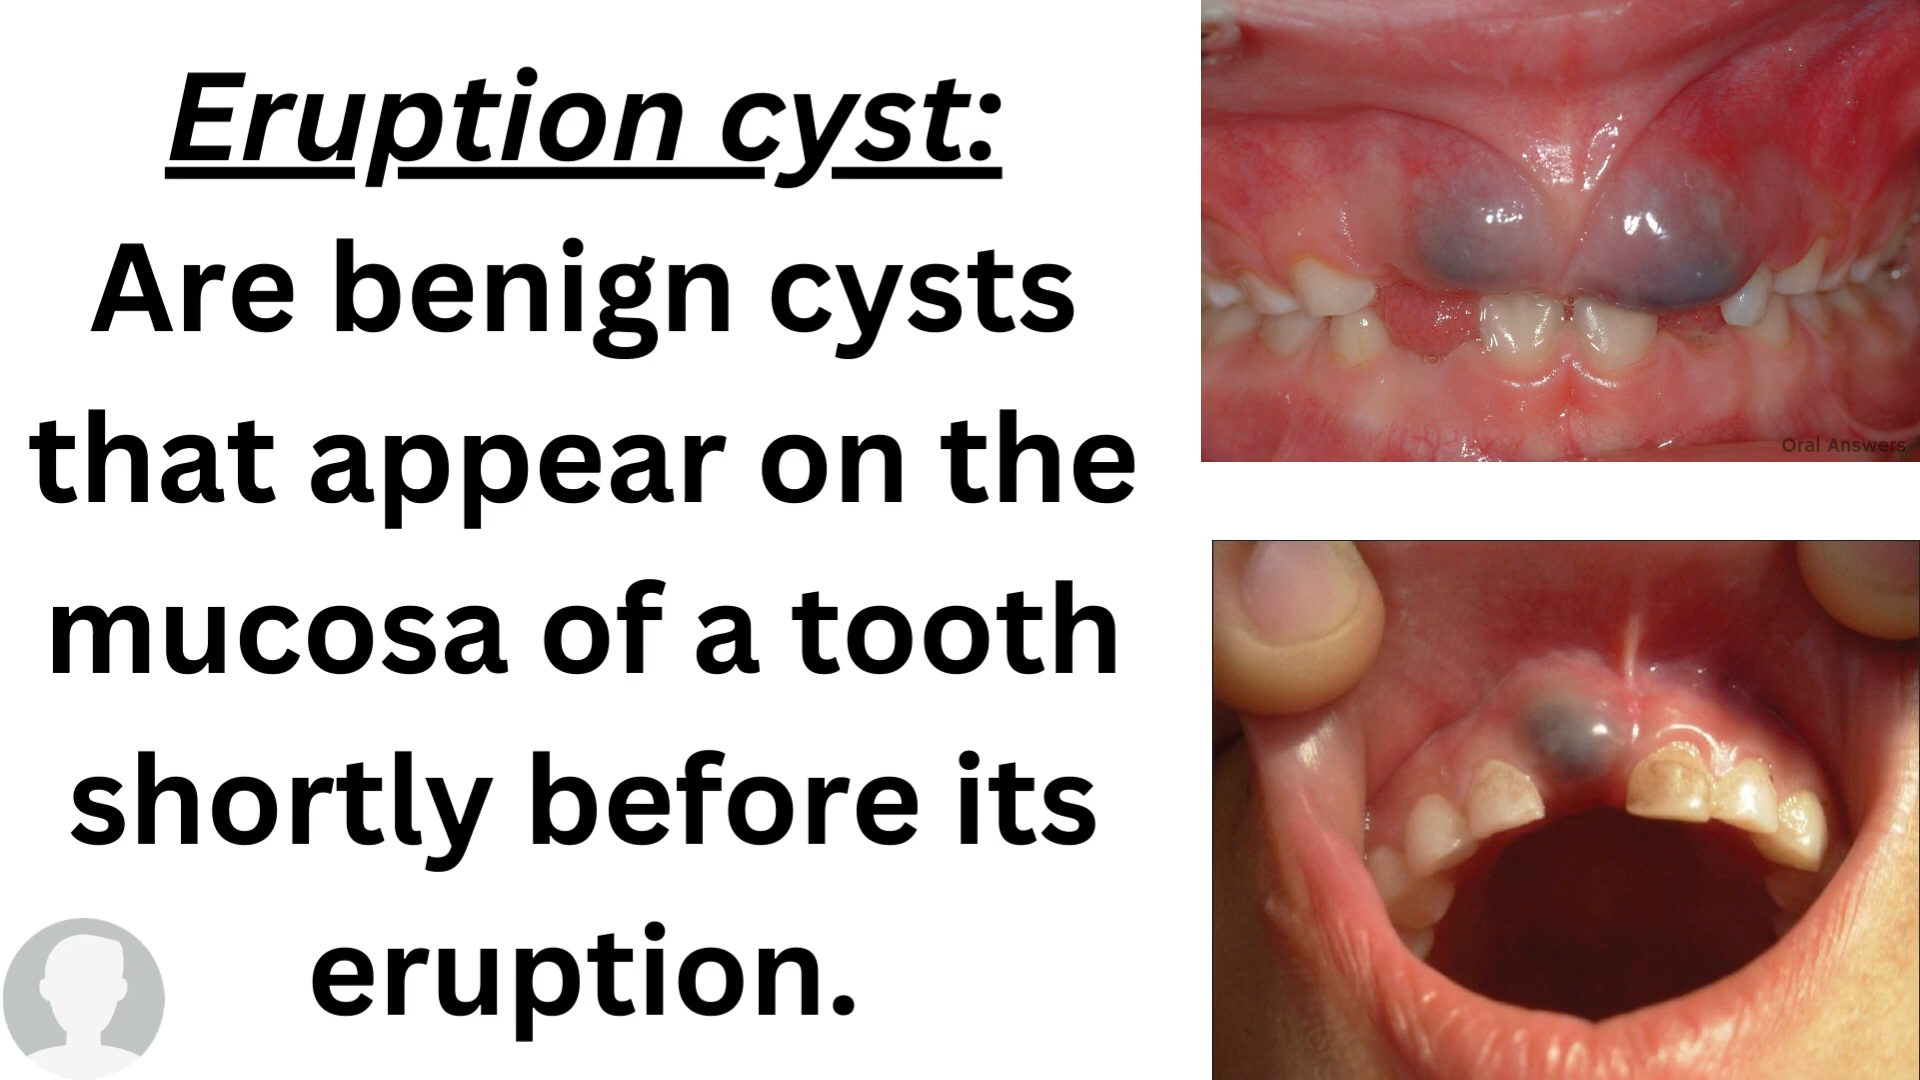 Eruption cyst:
Are benign cysts
that appear on the
mucosa of a tooth
shortly before its
eruption.
Oral Answers